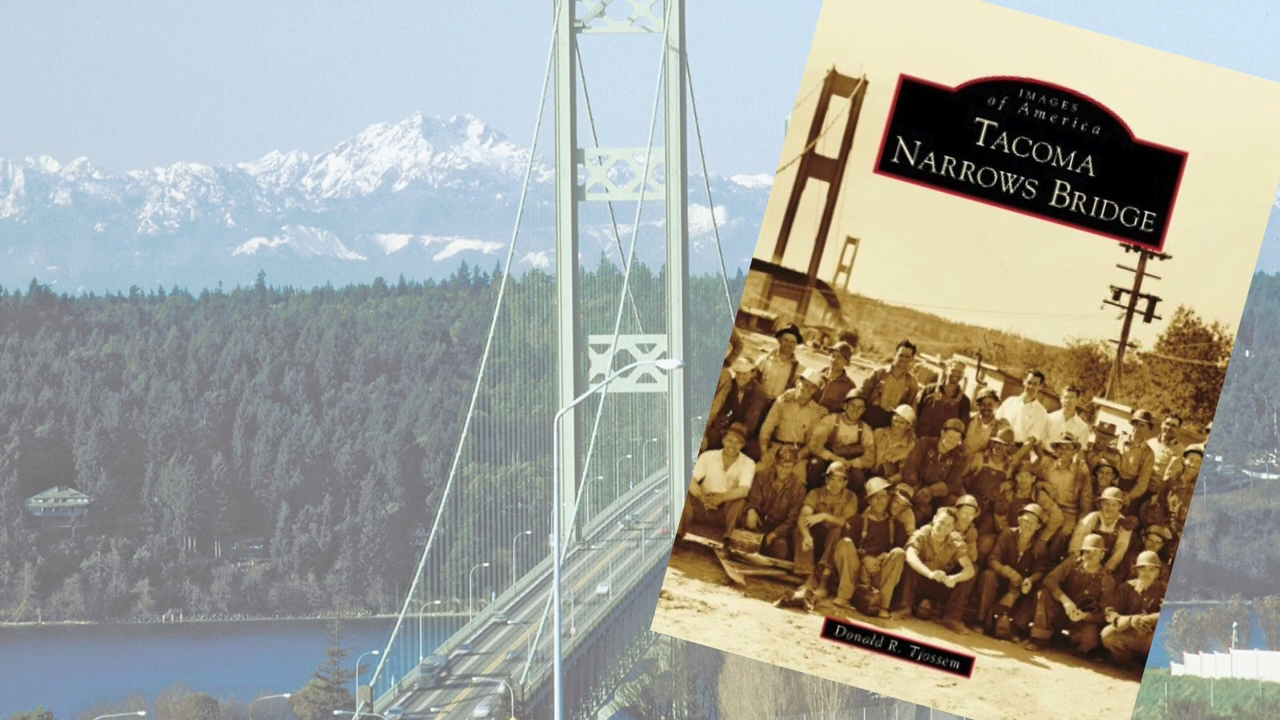 IMAGES
of America
TACOMA
NARROWS BRIDGE
Donald R. Tjossem